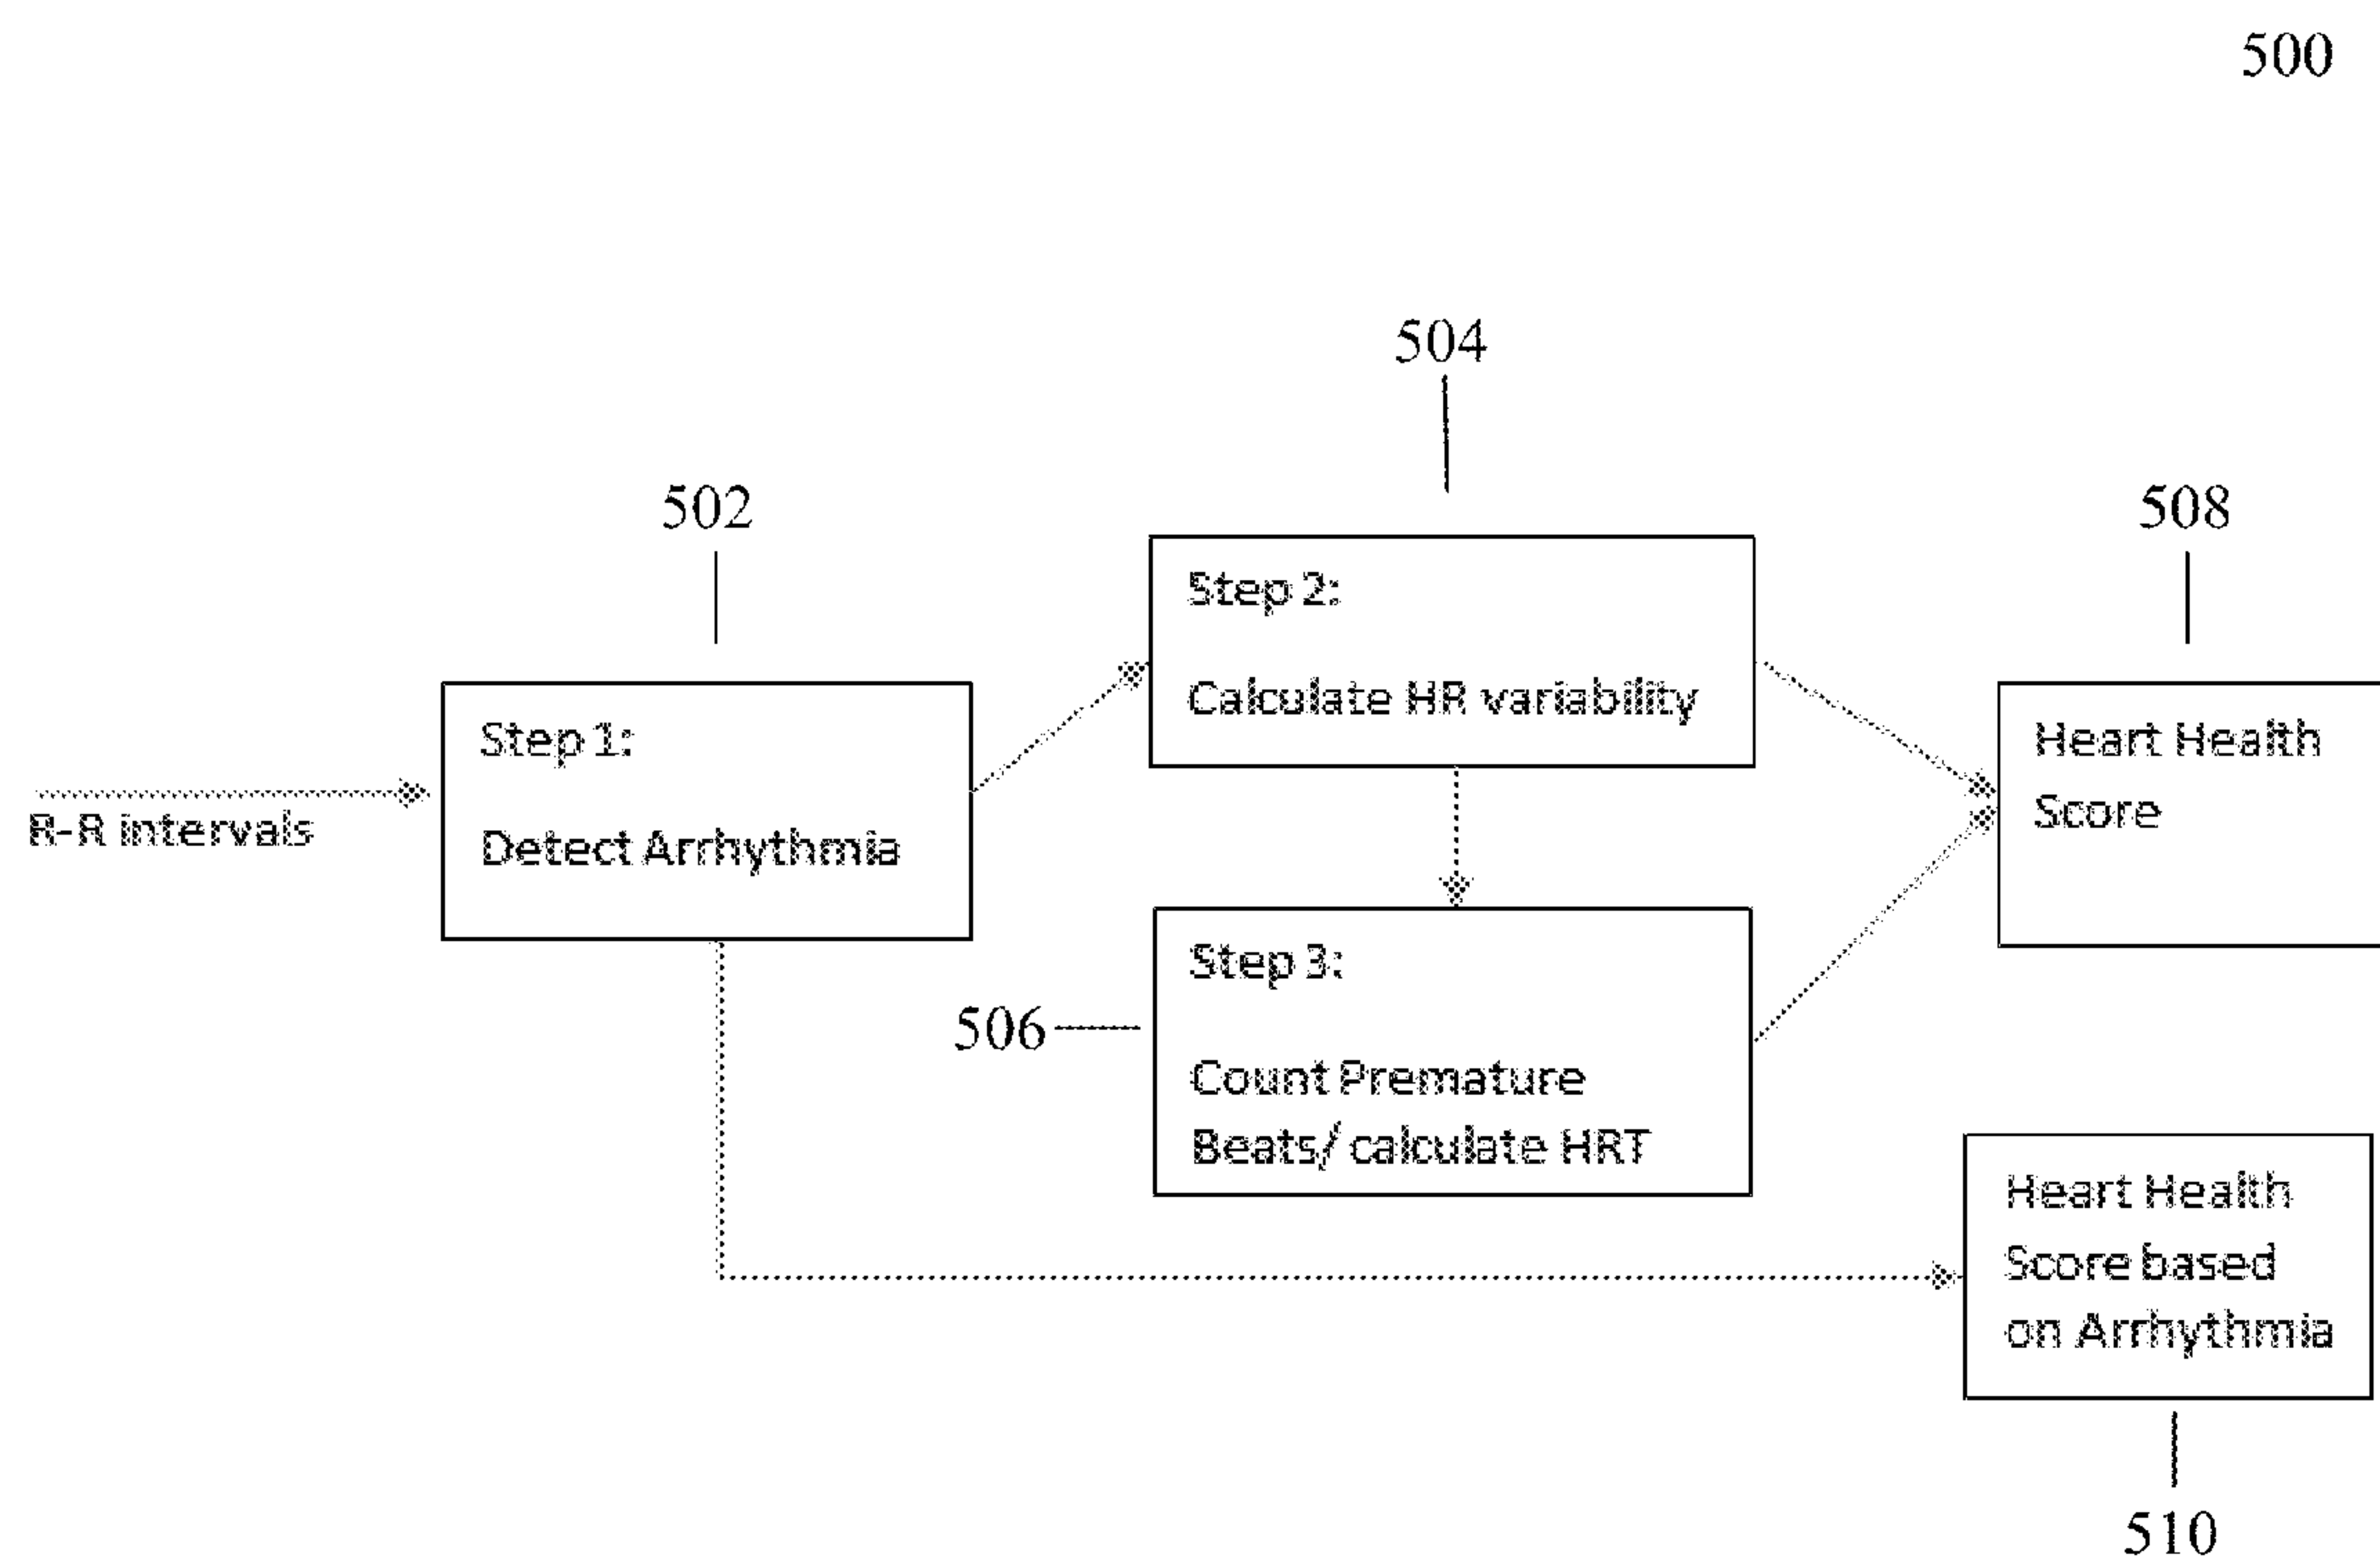 500
504
502
508
Step 2:
Calculate HR variability
Step 1:
Detect Arrhythmia
R-R intervals
Heart Health
Score
Step 3:
506
Count Premature
Beats/ calculate HRT
Heart Health
Score based
on Arrhythmia
510